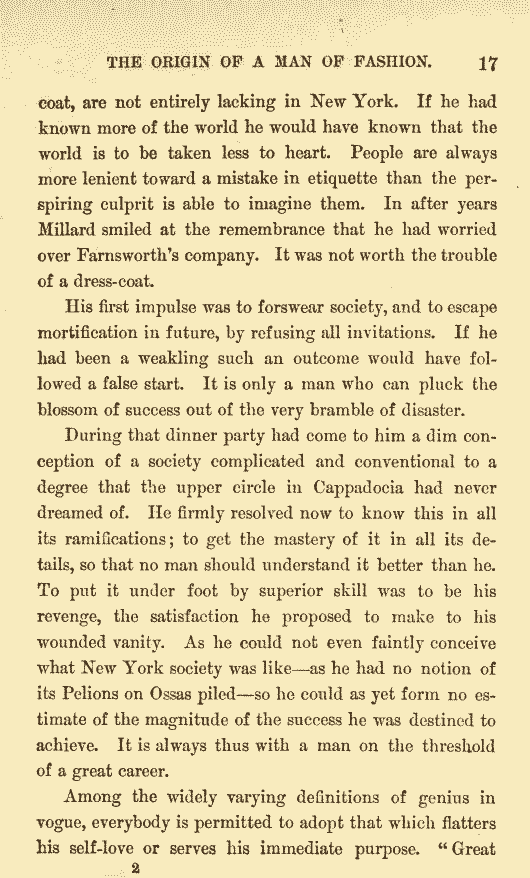 THE ORIGIN OF A MAN OF FASHION. 17
coat, are not entirely lacking in New York. If he had
known more of the world he would have known that the
world is to be taken less to heart. People are always
more lenient toward a mistake in etiquette than the per-
spiring culprit is able to imagine them. In after years
Millard smiled at the remembrance that he had worried
over Farnsworth's company. It was not worth the trouble
of a dress-coat.
His first impulse was to forswear society, and to escape
mortification in future, by refusing all invitations. If he
had been a weakling such an outcome would have fol-
lowed a false start. It is only a man who can pluck the
blossom of success out of the very bramble of disaster.
During that dinner party had come to him a dim con-
ception of a society complicated and conventional to a
degree that the upper circle in Cappadocia had never
dreamed of. He firmly resolved now to know this in all
its ramifications; to get the mastery of it in all its de-
tails, so that no man should understand it better than he.
To put it under foot by superior skill was to be his
revenge, the satisfaction he proposed to make to his
wounded vanity. As he could not even faintly conceive
what New York society was like—as he had no notion of
its Pelions on Ossas piled—so he could as yet form no es-
timate of the magnitude of the success he was destined to
achieve. It is always thus with a man on the threshold
of a great career.
Among the widely varying definitions of genius in
vogue, everybody is permitted to adopt that which flatters
his self-love or serves his immediate purpose. "Great
2